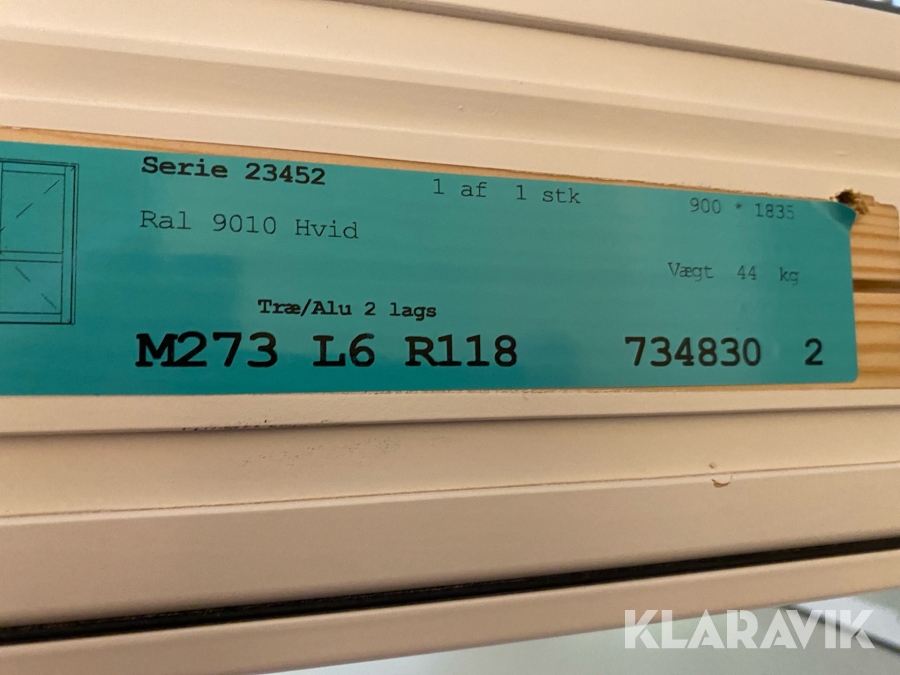 Serie 23452
1 af 1 stk
900 * 1835
Ral 9010 Hvid
Vægt 44 kg
Træ/Alu 2 lags
M273 L6 R118
734830 2
KLARAVIK